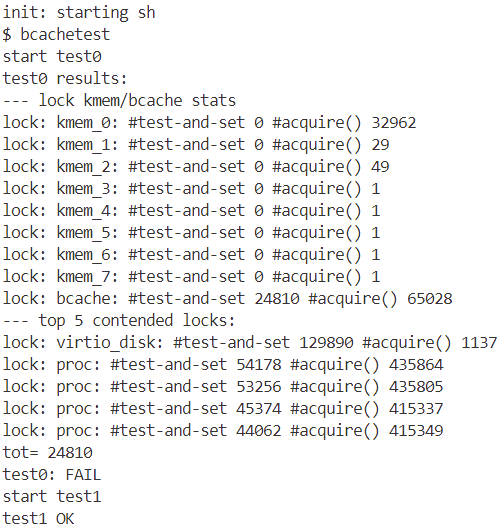 init: starting sh
$ bcachetest
start test0
test0 results:
--- lock kmem/bcache stats
lock: kmem_0: #test-and-set 0 #acquire() 32962
lock: kmem_1: #test-and-set 0 #acquire() 29
lock: kmem_2: #test-and-set 0 #acquire() 49
lock: kmem_3: #test-and-set 0 #acquire() 1
lock: kmem_4: #test-and-set 0 #acquire() 1
lock: kmem_5: #test-and-set 0 #acquire() 1
lock: kmem_6: #test-and-set 0 #acquire() 1
lock: kmem_7: #test-and-set 0 #acquire() 1
lock: bcache: #test-and-set 24810 #acquire() 65028
--- top 5 contended locks:
lock: virtio_disk: #test-and-set 129890 #acquire() 1137
lock: proc: #test-and-set 54178 #acquire() 435864
lock: proc: #test-and-set 53256 #acquire() 435805
lock: proc: #test-and-set 45374 #acquire() 415337
lock: proc: #test-and-set 44062 #acquire() 415349
tot= 24810
test0: FAIL
start test1
test1 OK